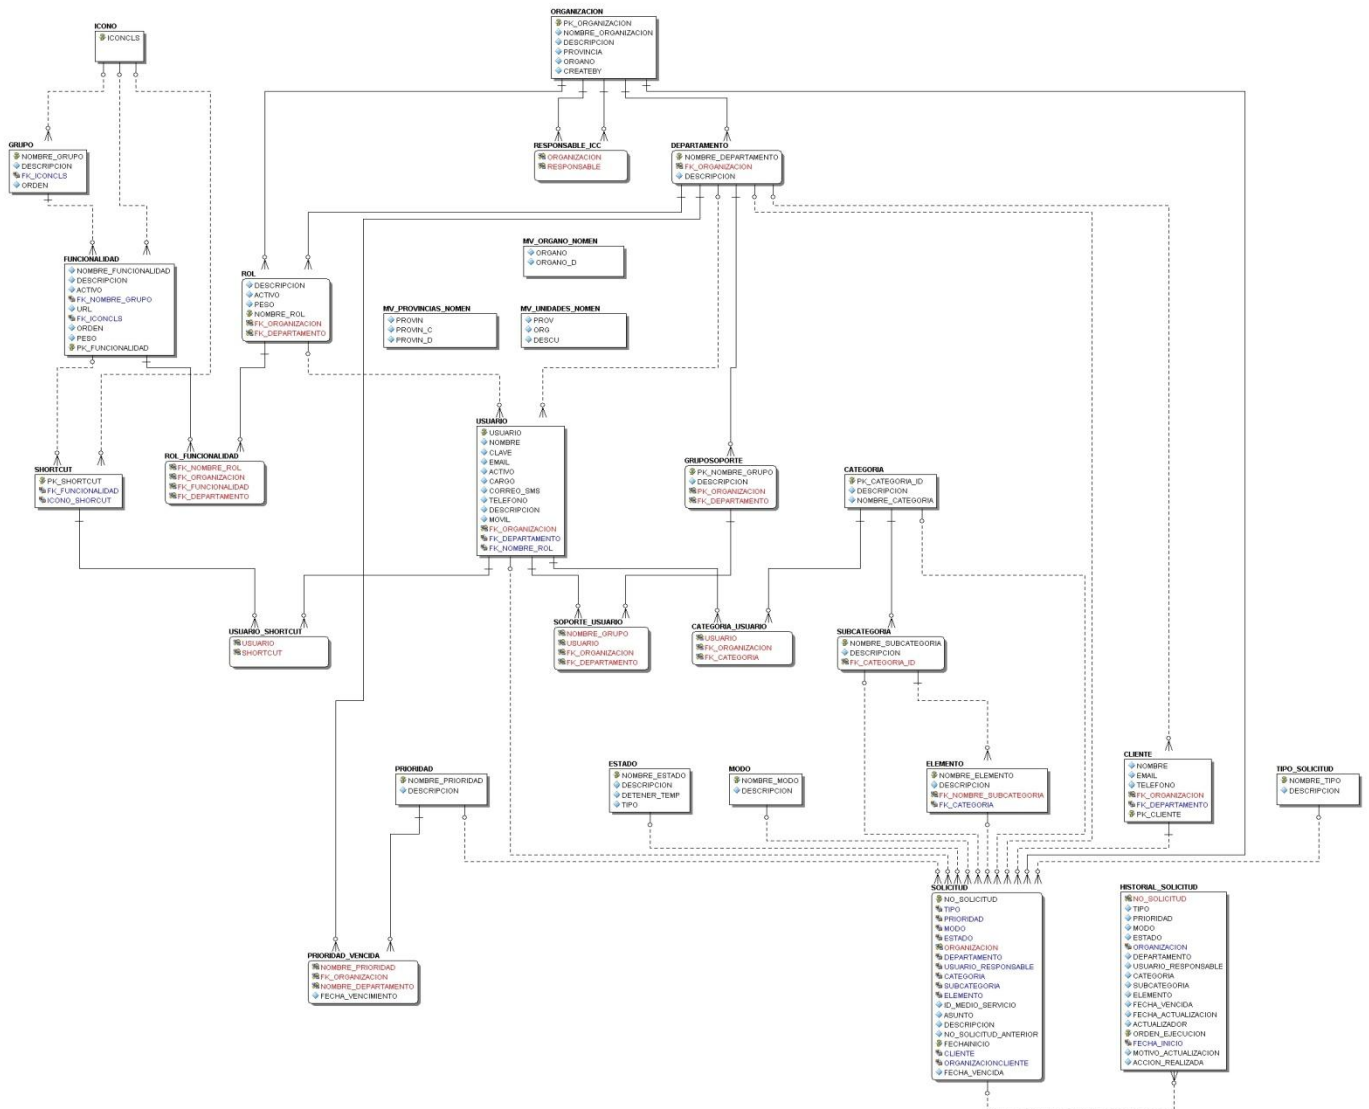 ORGANIZACION
PK_ORGANIZACION
NOMBRE_ORGANIZACION
DESCRIPCION
PROVINCIA
ORGANO
CREATEBY
ICONO
ICONCLS
GRUPO
NOMBRE_GRUPO
DESCRIPCION
FK_ICONCLS
ORDEN
RESPONSABLE_ICC
ORGANIZACION
RESPONSABLE
DEPARTAMENTO
NOMBRE_DEPARTAMENTO
FK_ORGANIZACION
DESCRIPCION
FUNCIONALIDAD
NOMBRE_FUNCIONALIDAD
DESCRIPCION
ACTIVO
FK_NOMBRE_GRUPO
URL
FK_ICONCLS
ORDEN
PESO
PK_FUNCIONALIDAD
ROL
DESCRIPCION
ACTIVO
PESO
NOMBRE_ROL
FK_ORGANIZACION
FK_DEPARTAMENTO
MV_ORGANO_NOMEN
ORGANO
ORGANO_D
MV_PROVINCIAS_NOMEN
PROVIN
PROVIN_C
PROVIN_D
MV_UNIDADES_NOMEN
PROV
ORG
DESCU
SHORTCUT
PK_SHORTCUT
FK_FUNCIONALIDAD
ICONO_SHORCUT
ROL_FUNCIONALIDAD
FK_NOMBRE_ROL
FK_ORGANIZACION
FK_FUNCIONALIDAD
FK_DEPARTAMENTO
USUARIO
USUARIO
NOMBRE
CLAVE
EMAIL
ACTIVO
CARGO
CORREO_SMS
TELEFONO
DESCRIPCION
MOVIL
FK_ORGANIZACION
FK_DEPARTAMENTO
FK_NOMBRE_ROL
GRUPOSOPORTE
PK_NOMBRE_GRUPO
DESCRIPCION
FK_ORGANIZACION
FK_DEPARTAMENTO
CATEGORIA
PK_CATEGORIA_ID
DESCRIPCION
NOMBRE_CATEGORIA
USUARIO_SHORTCUT
USUARIO
SHORTCUT
SOPORTE_USUARIO
NOMBRE_GRUPO
USUARIO
FK_ORGANIZACION
FK_DEPARTAMENTO
CATEGORIA_USUARIO
USUARIO
FK_ORGANIZACION
FK_CATEGORIA
SUBCATEGORIA
NOMBRE_SUBCATEGORIA
DESCRIPCION
FK_CATEGORIA_ID
PRIORIDAD
NOMBRE_PRIORIDAD
DESCRIPCION
ESTADO
NOMBRE_ESTADO
DESCRIPCION
DETENER_TEMP
TIPO
MODO
NOMBRE_MODO
DESCRIPCION
ELEMENTO
NOMBRE_ELEMENTO
DESCRIPCION
FK_NOMBRE_SUBCATEGORIA
FK_CATEGORIA
CLIENTE
NOMBRE
EMAIL
TELEFONO
FK_ORGANIZACION
FK_DEPARTAMENTO
PK_CLIENTE
TIPO_SOLICITUD
NOMBRE_TIPO
DESCRIPCION
PRIORIDAD_VENCIDA
NOMBRE_PRIORIDAD
FK_ORGANIZACION
NOMBRE_DEPARTAMENTO
FECHA_VENCIMIENTO
SOLICITUD
NO_SOLICITUD
TIPO
PRIORIDAD
MODO
ESTADO
ORGANIZACION
DEPARTAMENTO
USUARIO_RESPONSABLE
CATEGORIA
SUBCATEGORIA
ELEMENTO
ID_MEDIO_SERVICIO
ASUNTO
DESCRIPCION
NO_SOLICITUD_ANTERIOR
FECHAINICIO
CLIENTE
ORGANIZACIONCLIENTE
FECHA_VENCIDA
HISTORIAL_SOLICITUD
NO_SOLICITUD
TIPO
PRIORIDAD
MODO
ESTADO
ORGANIZACION
DEPARTAMENTO
USUARIO_RESPONSABLE
CATEGORIA
SUBCATEGORIA
ELEMENTO
FECHA_VENCIDA
FECHA_ACTUALIZACION
ACTUALIZADOR
ORDEN_EJECUCION
FECHA_INICIO
MOTIVO_ACTUALIZACION
ACCION_REALIZADA